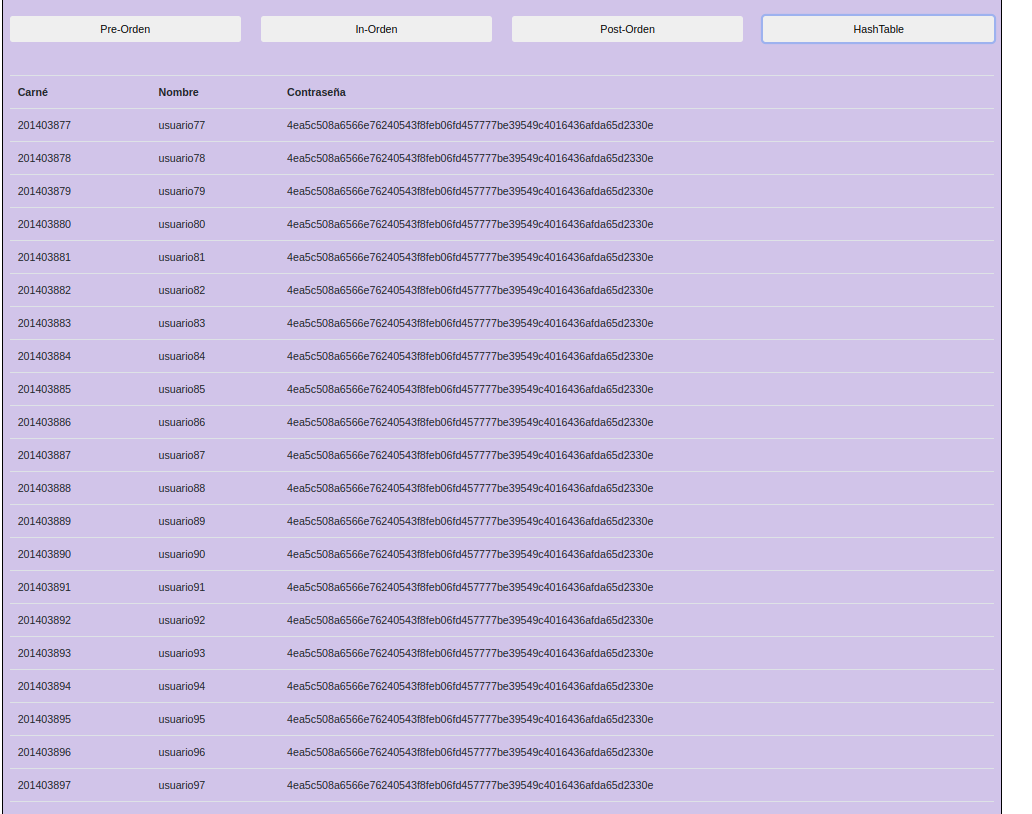 Pre-Orden In-Orden Post-Orden HashTable
Carné Nombre Contraseña
201403877 usuario77 4ea5c508a6566e76240543f8feb06fd457777be39549c4016436afda65d2330e
201403878 usuario78 4ea5c508a6566e76240543f8feb06fd457777be39549c4016436afda65d2330e
201403879 usuario79 4ea5c508a6566e76240543f8feb06fd457777be39549c4016436afda65d2330e
201403880 usuario80 4ea5c508a6566e76240543f8feb06fd457777be39549c4016436afda65d2330e
201403881 usuario81 4ea5c508a6566e76240543f8feb06fd457777be39549c4016436afda65d2330e
201403882 usuario82 4ea5c508a6566e76240543f8feb06fd457777be39549c4016436afda65d2330e
201403883 usuario83 4ea5c508a6566e76240543f8feb06fd457777be39549c4016436afda65d2330e
201403884 usuario84 4ea5c508a6566e76240543f8feb06fd457777be39549c4016436afda65d2330e
201403885 usuario85 4ea5c508a6566e76240543f8feb06fd457777be39549c4016436afda65d2330e
201403886 usuario86 4ea5c508a6566e76240543f8feb06fd457777be39549c4016436afda65d2330e
201403887 usuario87 4ea5c508a6566e76240543f8feb06fd457777be39549c4016436afda65d2330e
201403888 usuario88 4ea5c508a6566e76240543f8feb06fd457777be39549c4016436afda65d2330e
201403889 usuario89 4ea5c508a6566e76240543f8feb06fd457777be39549c4016436afda65d2330e
201403890 usuario90 4ea5c508a6566e76240543f8feb06fd457777be39549c4016436afda65d2330e
201403891 usuario91 4ea5c508a6566e76240543f8feb06fd457777be39549c4016436afda65d2330e
201403892 usuario92 4ea5c508a6566e76240543f8feb06fd457777be39549c4016436afda65d2330e
201403893 usuario93 4ea5c508a6566e76240543f8feb06fd457777be39549c4016436afda65d2330e
201403894 usuario94 4ea5c508a6566e76240543f8feb06fd457777be39549c4016436afda65d2330e
201403895 usuario95 4ea5c508a6566e76240543f8feb06fd457777be39549c4016436afda65d2330e
201403896 usuario96 4ea5c508a6566e76240543f8feb06fd457777be39549c4016436afda65d2330e
201403897 usuario97 4ea5c508a6566e76240543f8feb06fd457777be39549c4016436afda65d2330e